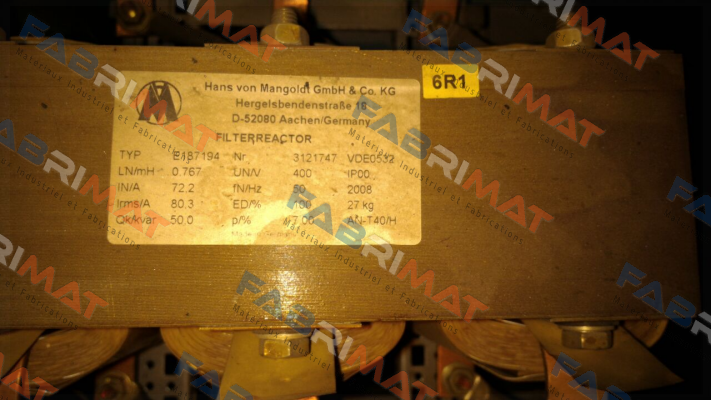 Hans von Mangoldt GmbH & Co. KG
Hergelsbendenstraße 16
D-52080 Aachen/Germany
FILTERREACTOR
TYP E187194 Nr. 3121747 VDE0532
LN/mH 0.767 UN/V 400 IP00
IN/A 72.2 fN/Hz 50 2008
Irms/A 80.3 ED/% 100 27 kg
Qk/kvar 50.0 p/% 7.00 AN-T40/H
6R1
FABRIMAT
Materiaux Industriel et Fabrications